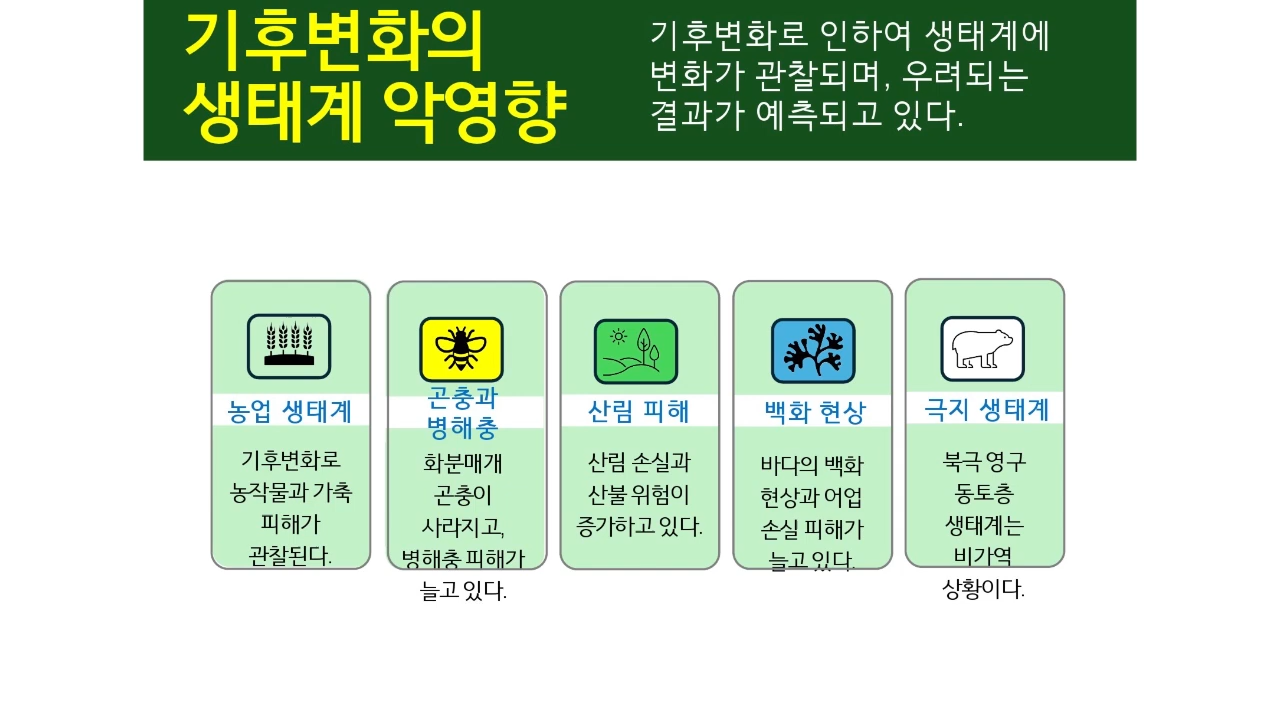 기후변화의
생태계 악영향
기후변화로 인하여 생태계에
변화가 관찰되며, 우려되는
결과가 예측되고 있다.
농업 생태계
기후변화로
농작물과 가축
피해가
관찰된다.
곤충과
병해충
화분매개
곤충이
사라지고,
병해충 피해가
늘고 있다.
산림 피해
산림 손실과
산불 위험이
증가하고 있다.
백화 현상
바다의 백화
현상과 어업
손실 피해가
늘고 있다.
극지 생태계
북극 영구
동토층
생태계는
비가역
상황이다.